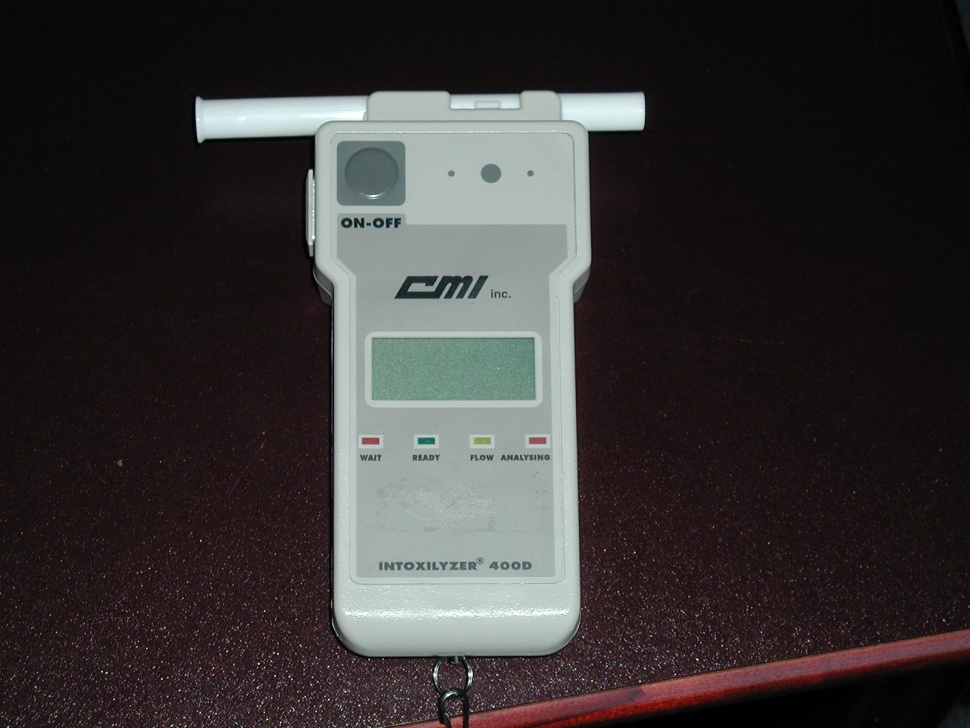 ON-OFF
CMI inc.
WAIT READY FLOW ANALYSING
INTOXILYZER® 400D